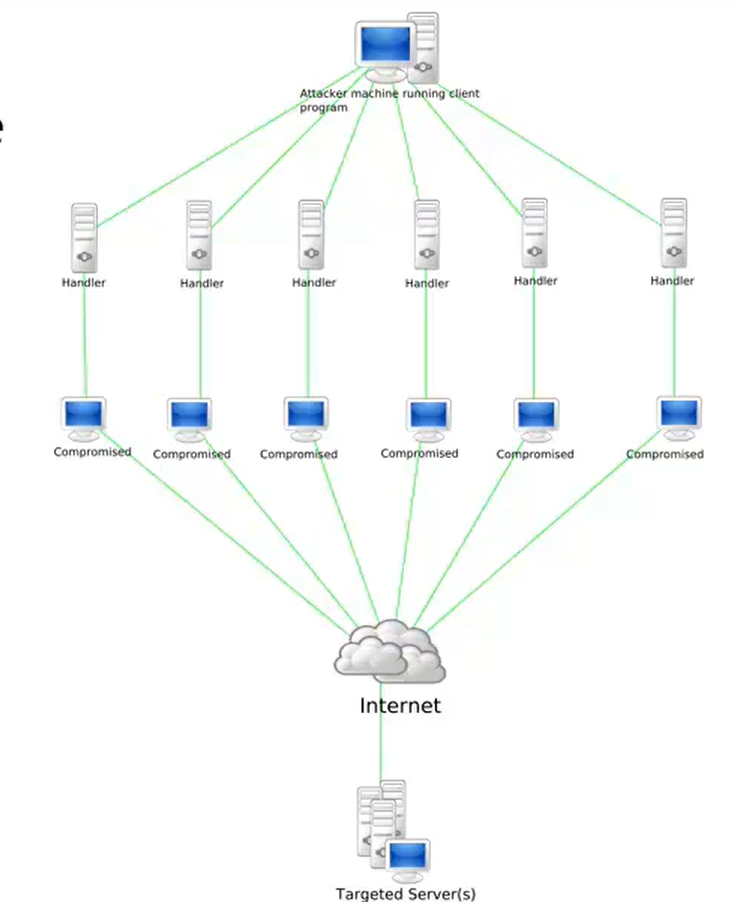 e
Attacker machine running client
program
Handler
Handler
Handler
Handler
Handler
Handler
Compromised
Compromised
Compromised
Compromised
Compromised
Compromised
Internet
Targeted Server(s)